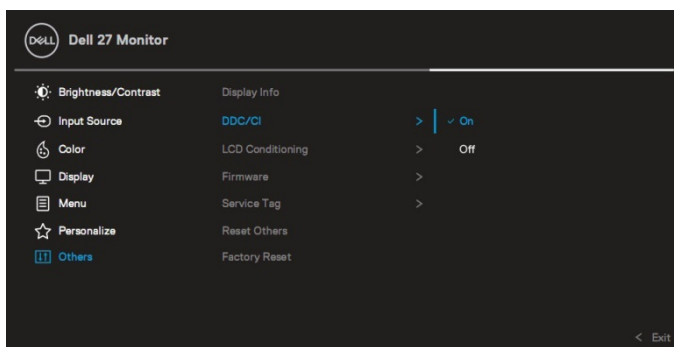 DELL Dell 27 Monitor
Brightness/Contrast Display Info
Input Source DDC/CI > ✓ On
Color LCD Conditioning > Off
Display Firmware >
Menu Service Tag >
Personalize Reset Others
Others Factory Reset
< Exit